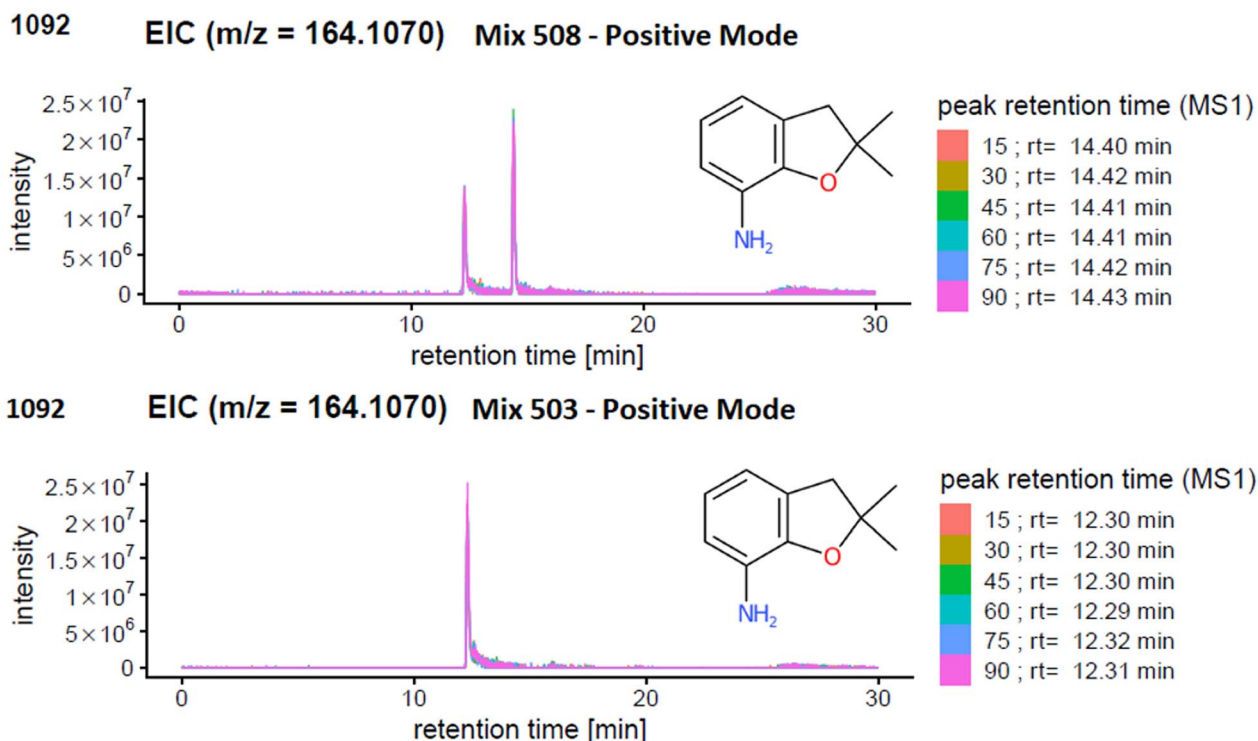 1092 EIC (m/z = 164.1070) Mix 508 - Positive Mode
2.5×10⁷
2×10⁷
1.5×10⁷
1×10⁷
5×10⁶
0
intensity
0 10 20 30
retention time [min]
O
NH₂
peak retention time (MS1)
15 ; rt= 14.40 min
30 ; rt= 14.42 min
45 ; rt= 14.41 min
60 ; rt= 14.41 min
75 ; rt= 14.42 min
90 ; rt= 14.43 min
1092 EIC (m/z = 164.1070) Mix 503 - Positive Mode
2.5×10⁷
2×10⁷
1.5×10⁷
1×10⁷
5×10⁶
0
intensity
0 10 20 30
retention time [min]
O
NH₂
peak retention time (MS1)
15 ; rt= 12.30 min
30 ; rt= 12.30 min
45 ; rt= 12.30 min
60 ; rt= 12.29 min
75 ; rt= 12.32 min
90 ; rt= 12.31 min